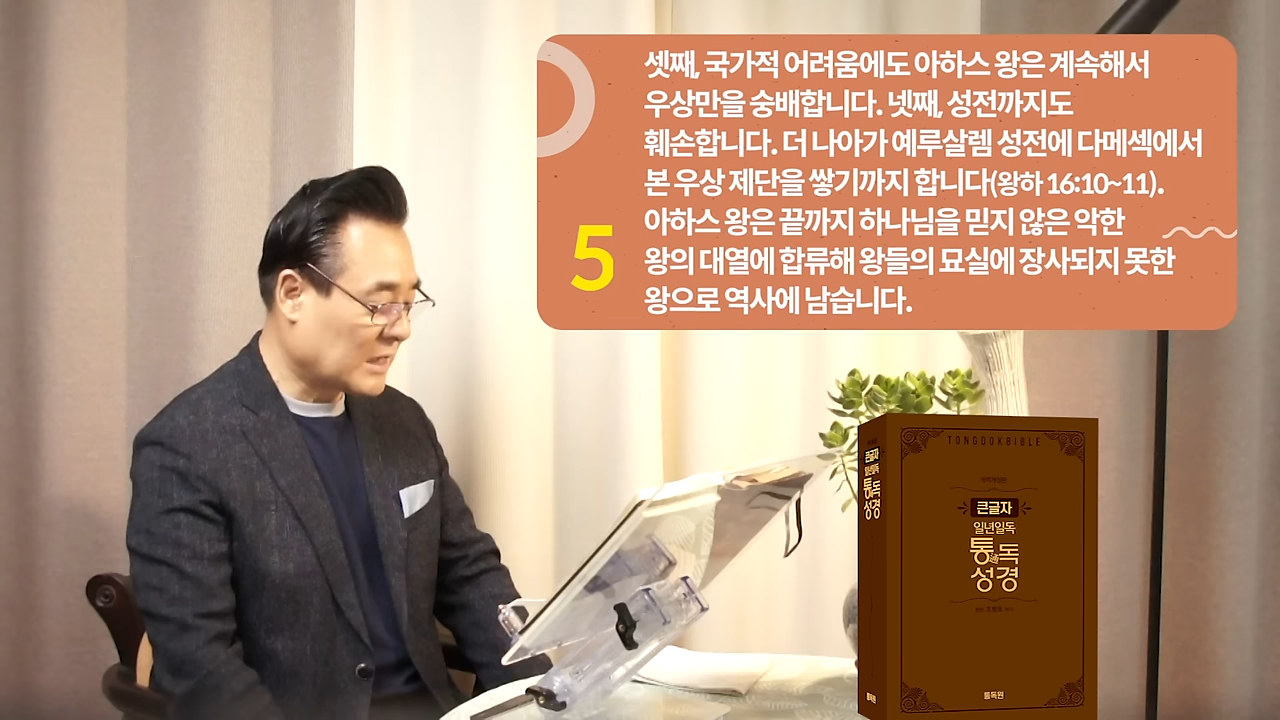 셋째, 국가적 어려움에도 아하스 왕은 계속해서
우상만을 숭배합니다. 넷째, 성전까지도
훼손합니다. 더 나아가 예루살렘 성전에 다메섹에서
본 우상 제단을 쌓기까지 합니다(왕하 16:10~11).
아하스 왕은 끝까지 하나님을 믿지 않은 악한
왕의 대열에 합류해 왕들의 묘실에 장사되지 못한
왕으로 역사에 남습니다.
5
TONGDOKBIBLE
큰글자
일년일독
통독
성경
통독원
큰글자
일년일독
통독
성경
통독원